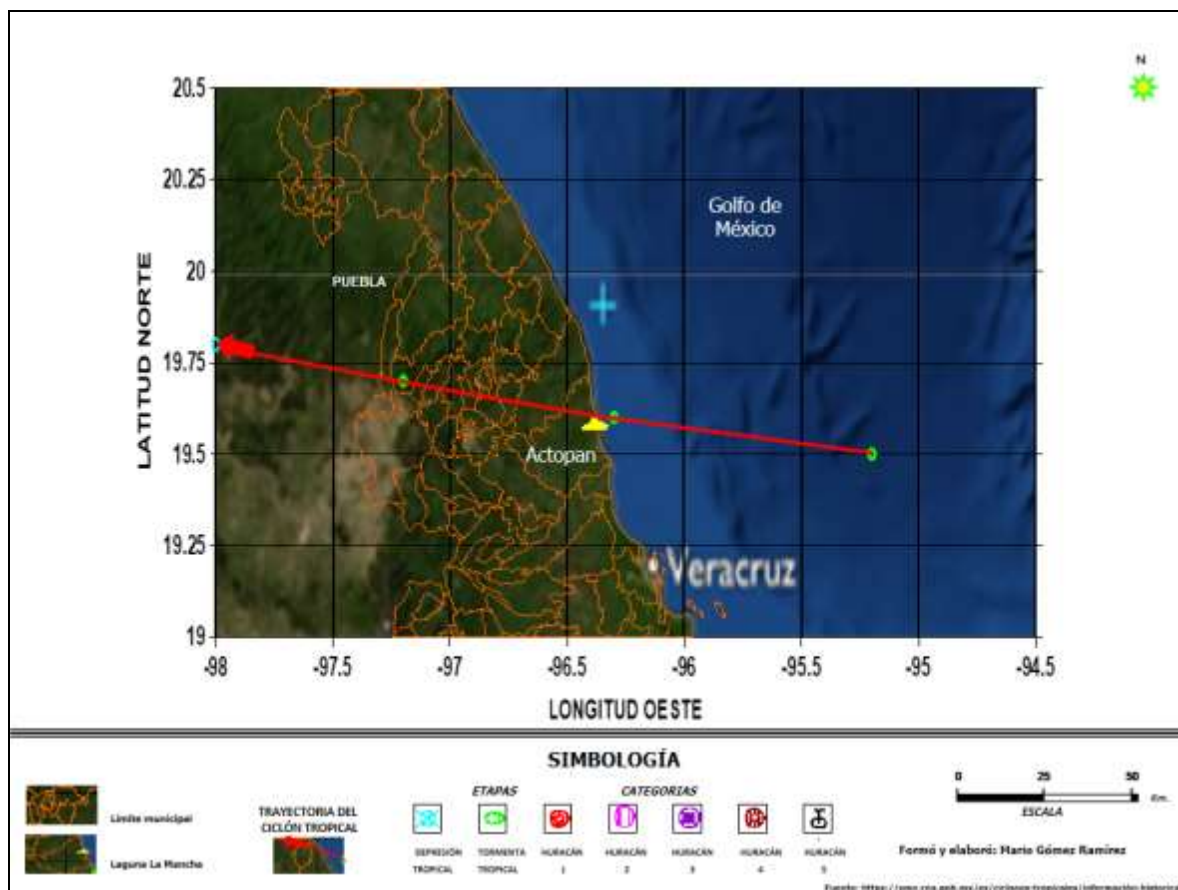 N
20.5
20.25
20
19.75
19.5
19.25
19
LATITUD NORTE
Golfo de
México
PUEBLA
Actopan
Veracruz
-98 -97.5 -97 -96.5 -96 -95.5 -95 -94.5
LONGITUD OESTE
SIMBOLOGÍA
Límite municipal
Laguna La Mancha
TRAYECTORIA DEL
CICLÓN TROPICAL
ETAPAS CATEGORIAS
DEPRESIÓN TORMENTA HURACÁN HURACÁN HURACÁN HURACÁN HURACÁN
TROPICAL TROPICAL 1 2 3 4 5
0 25 50
Km.
ESCALA
Formó y elaboró: Mario Gómez Ramírez